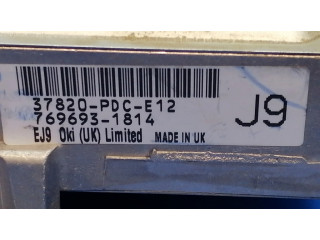 37820-PDC-E12
769693-1814
J9
EJ9 Oki (UK) Limited MADE IN UK